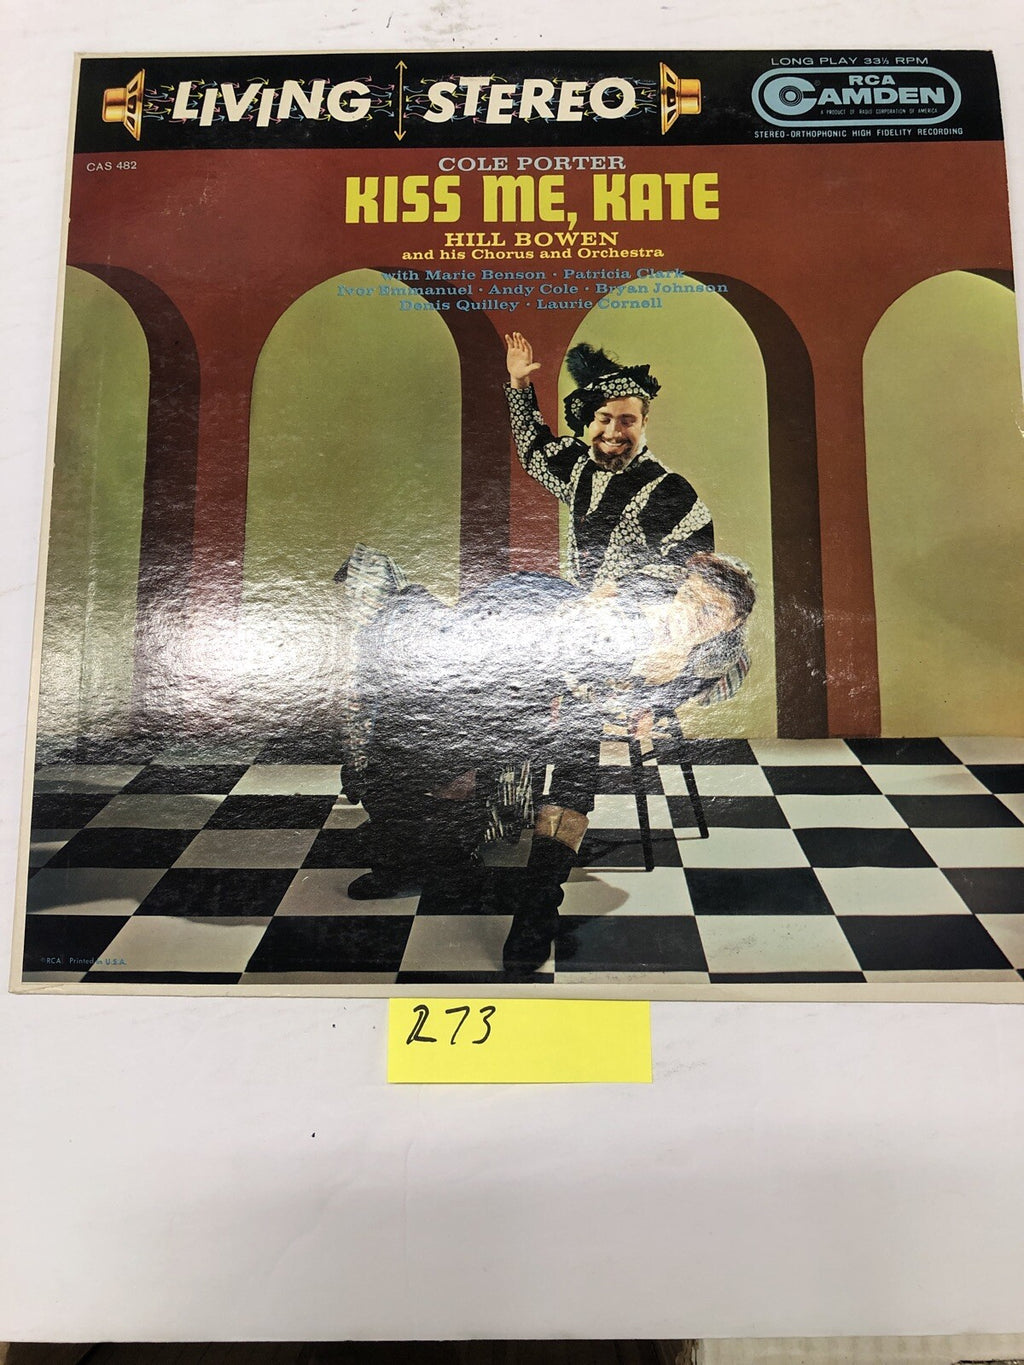 LIVING STEREO
LONG PLAY 33⅓ RPM
RCA
CAMDEN
A PRODUCT OF RADIO CORPORATION OF AMERICA
STEREO-ORTHOPHONIC HIGH FIDELITY RECORDING
CAS 482
COLE PORTER
KISS ME, KATE
HILL BOWEN
and his Chorus and Orchestra
with Marie Benson • Patricia Clark
Ivor Emmanuel • Andy Cole • Bryan Johnson
Denis Quilley • Laurie Cornell
©RCA Printed in U.S.A.
R73